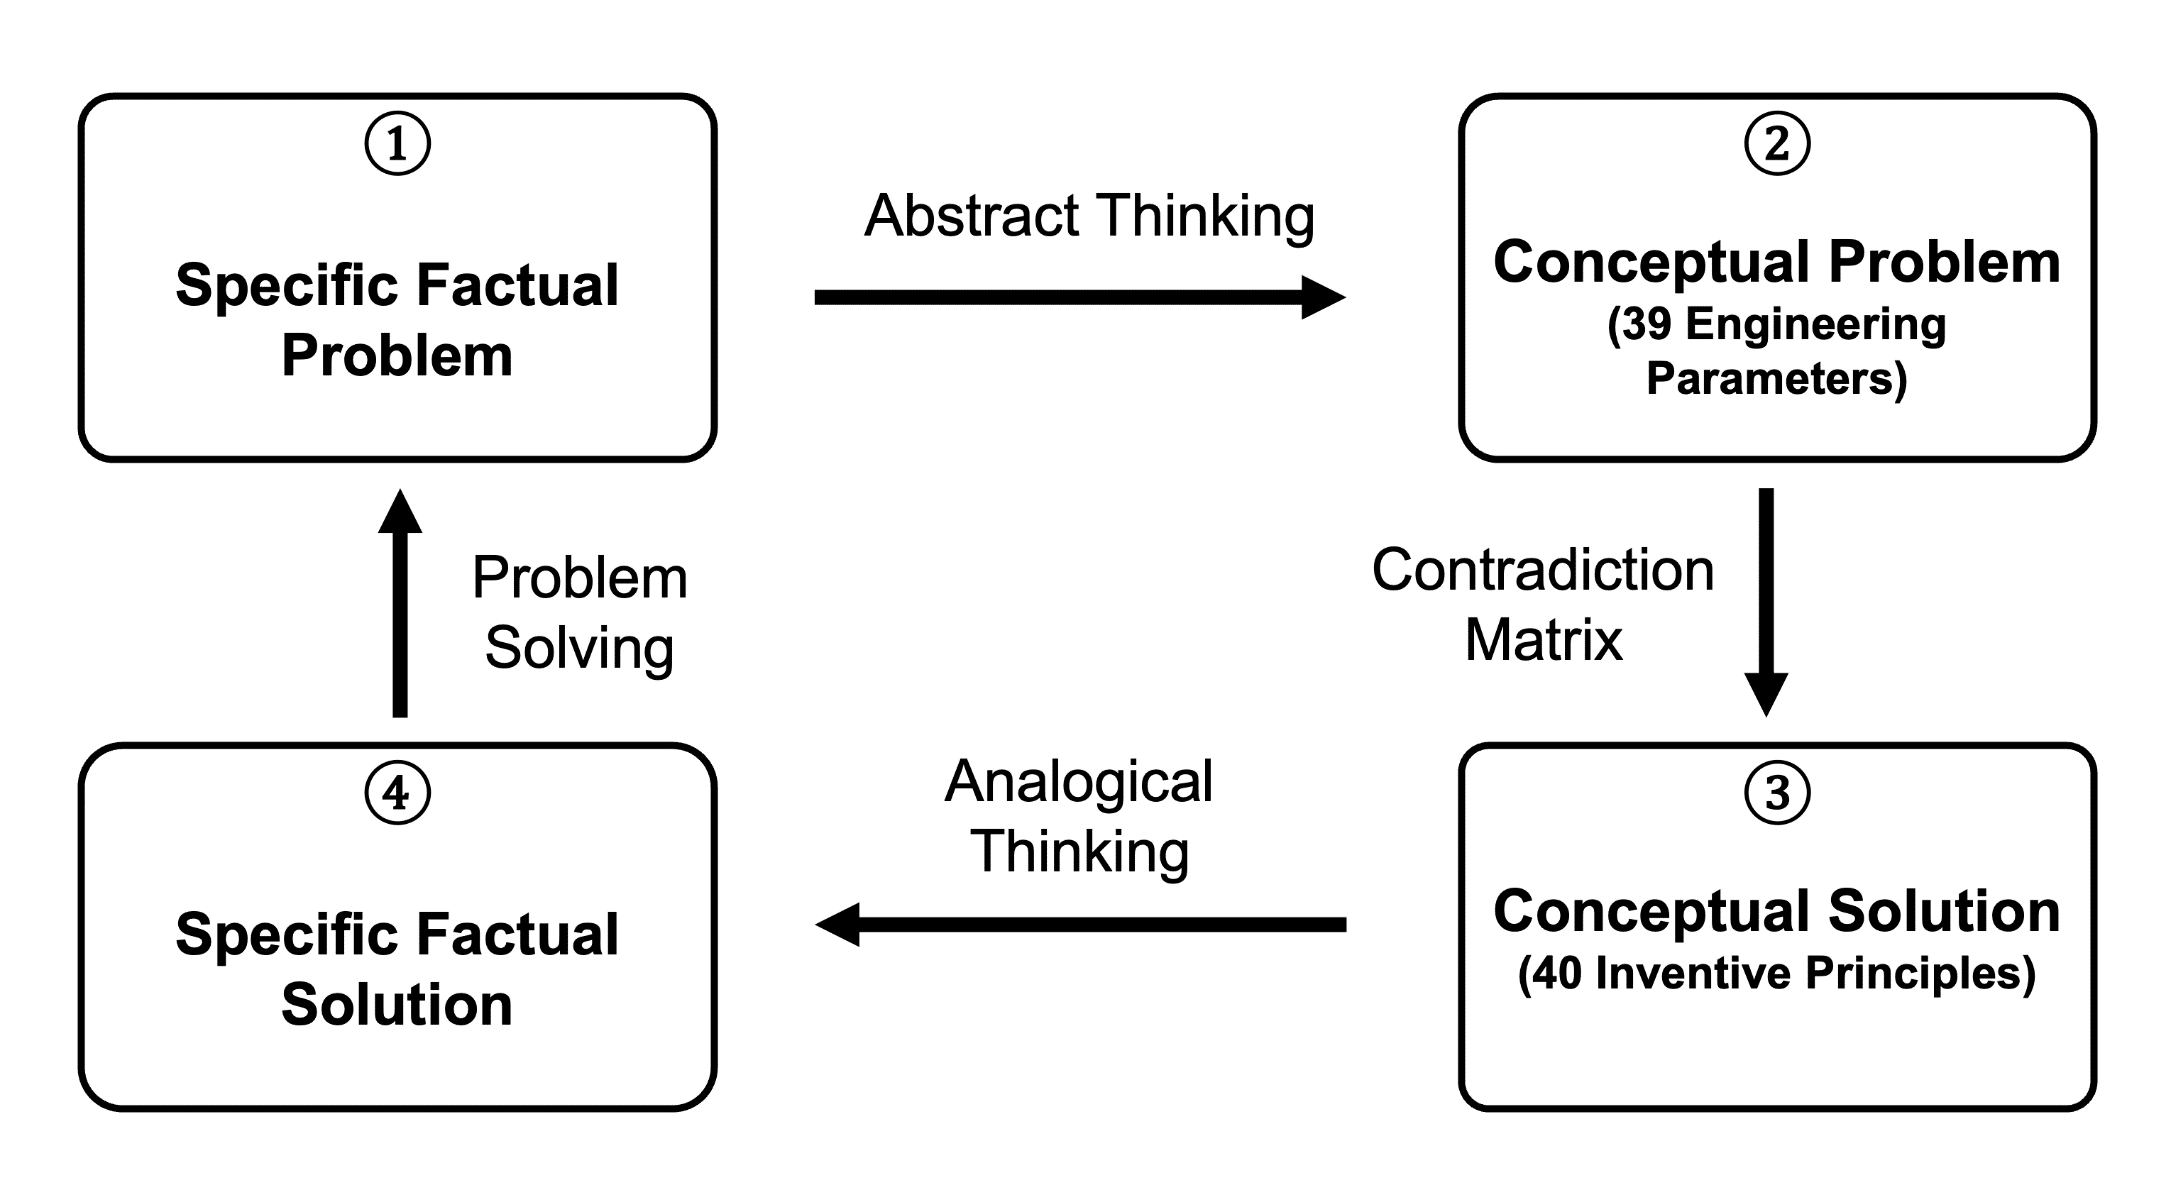 ①
Specific Factual
Problem
Abstract Thinking
②
Conceptual Problem
(39 Engineering
Parameters)
Problem
Solving
Contradiction
Matrix
④
Specific Factual
Solution
Analogical
Thinking
③
Conceptual Solution
(40 Inventive Principles)